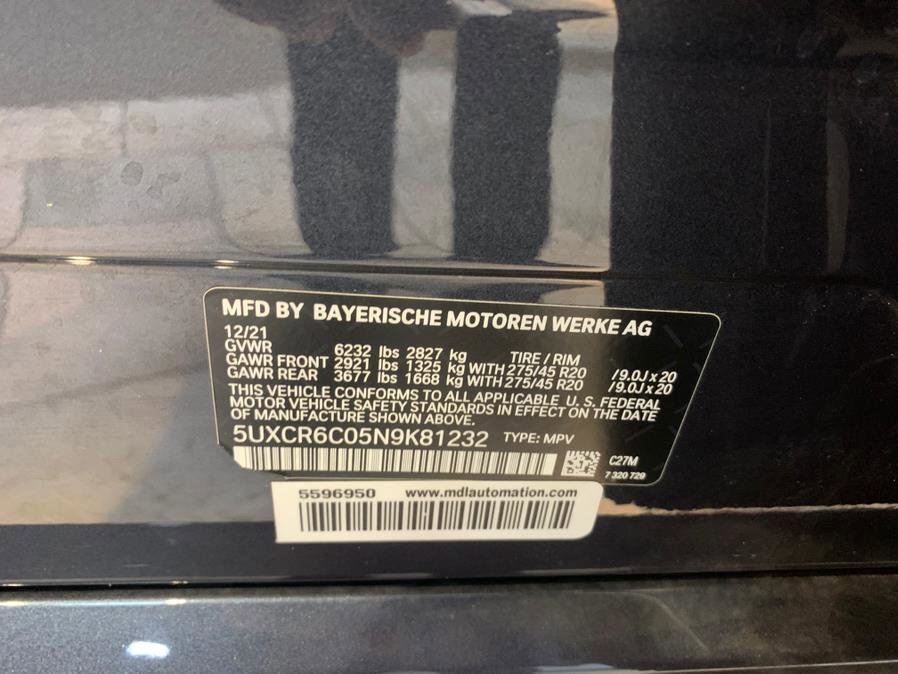 MFD BY BAYERISCHE MOTOREN WERKE AG
12/21
GVWR 6232 lbs 2827 kg TIRE / RIM
GAWR FRONT 2921 lbs 1325 kg WITH 275/45 R20 /9.0J x 20
GAWR REAR 3677 lbs 1668 kg WITH 275/45 R20 /9.0J x 20
THIS VEHICLE CONFORMS TO ALL APPLICABLE U. S. FEDERAL
MOTOR VEHICLE SAFETY STANDARDS IN EFFECT ON THE DATE
OF MANUFACTURE SHOWN ABOVE.
5UXCR6C05N9K81232 TYPE: MPV
C27M
7 320 729
5596950 www.mdlautomation.com